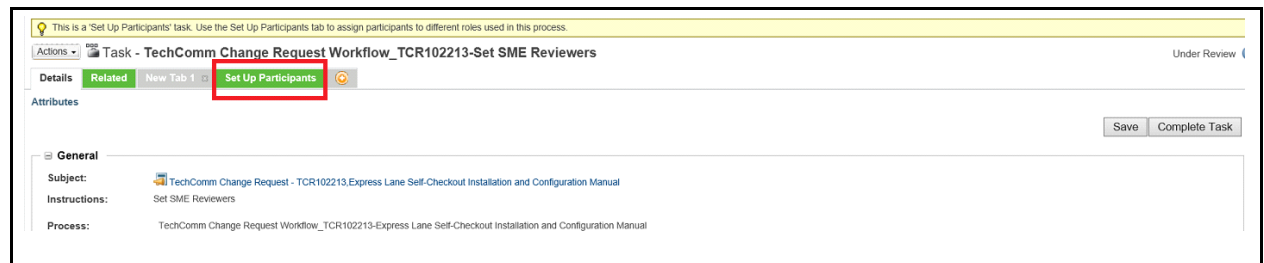 This is a 'Set Up Participants' task. Use the Set Up Participants tab to assign participants to different roles used in this process.
Actions Task - TechComm Change Request Workflow_TCR102213-Set SME Reviewers Under Review
Details Related New Tab 1 Set Up Participants
Attributes
Save Complete Task
General
Subject: TechComm Change Request - TCR102213,Express Lane Self-Checkout Installation and Configuration Manual
Instructions: Set SME Reviewers
Process: TechComm Change Request Workflow_TCR102213-Express Lane Self-Checkout Installation and Configuration Manual